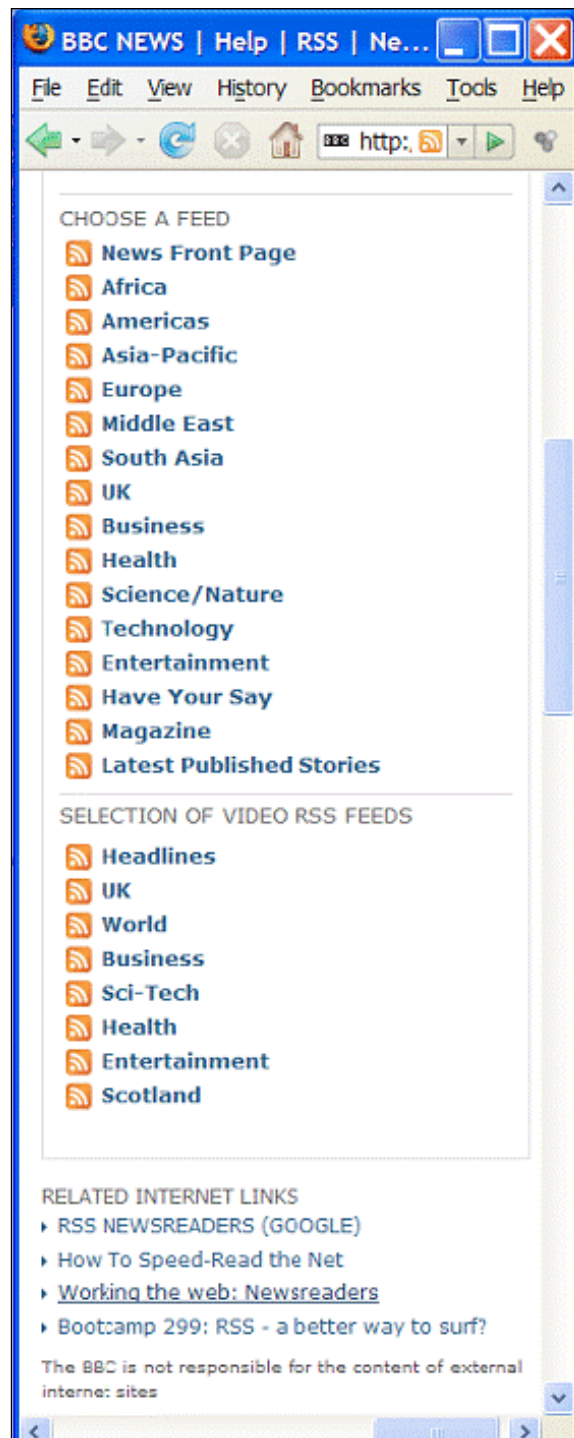 BBC NEWS | Help | RSS | Ne...
File Edit View History Bookmarks Tools Help
BBC http:,
CHOOSE A FEED
News Front Page
Africa
Americas
Asia-Pacific
Europe
Middle East
South Asia
UK
Business
Health
Science/Nature
Technology
Entertainment
Have Your Say
Magazine
Latest Published Stories
SELECTION OF VIDEO RSS FEEDS
Headlines
UK
World
Business
Sci-Tech
Health
Entertainment
Scotland
RELATED INTERNET LINKS
RSS NEWSREADERS (GOOGLE)
How To Speed-Read the Net
Working the web: Newsreaders
Bootcamp 299: RSS - a better way to surf?
The BBC is not responsible for the content of external
internet sites